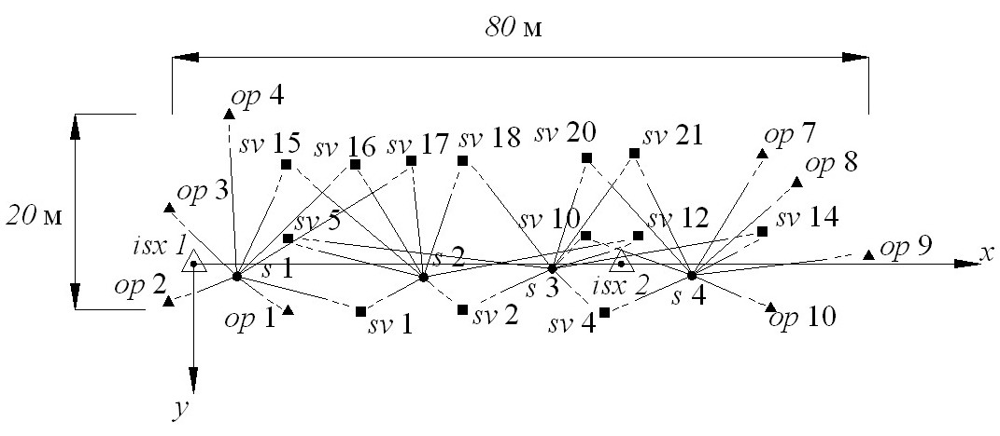 80 м
op 4
sv 15
sv 16
sv 17
sv 18
sv 20
sv 21
op 7
op 8
op 3
20 м
sv 5
sv 10
sv 12
sv 14
isx 1
s 1
s 2
s 3
isx 2
s 4
op 9
x
op 2
op 1
sv 1
sv 2
sv 4
op 10
y